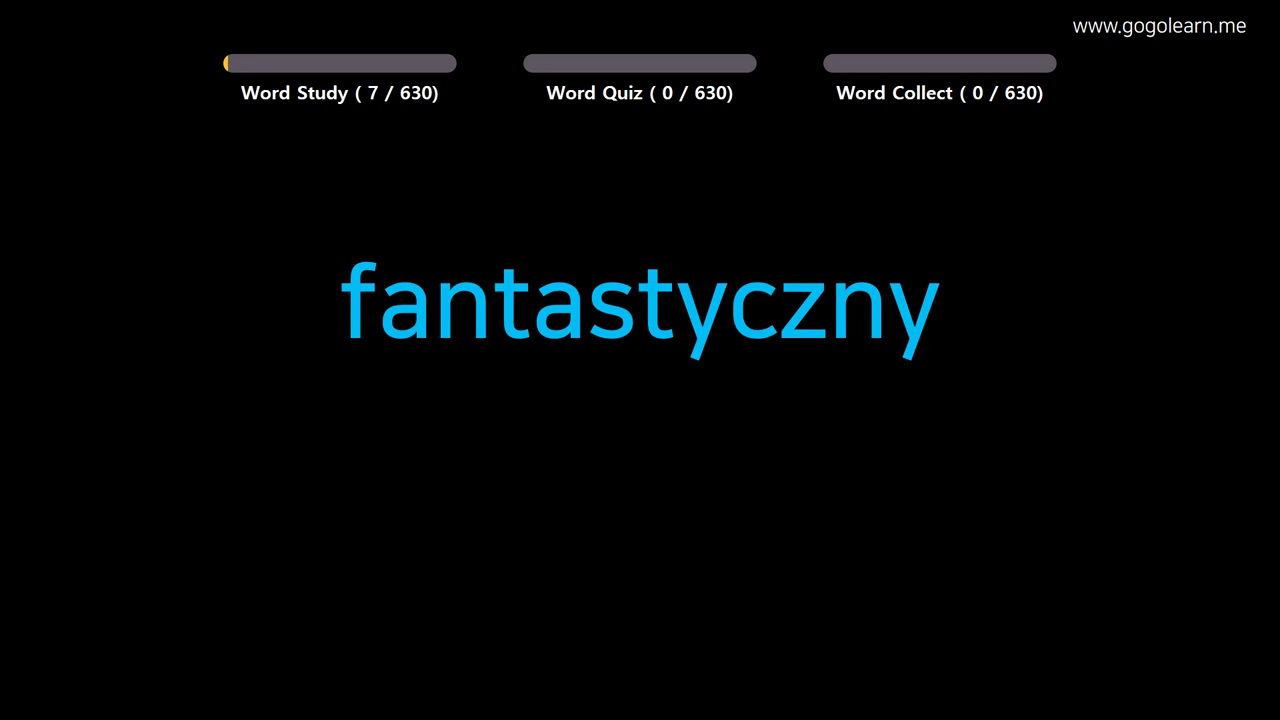 www.gogolearn.me
Word Study ( 7 / 630)
Word Quiz ( 0 / 630)
Word Collect ( 0 / 630)
fantastyczny